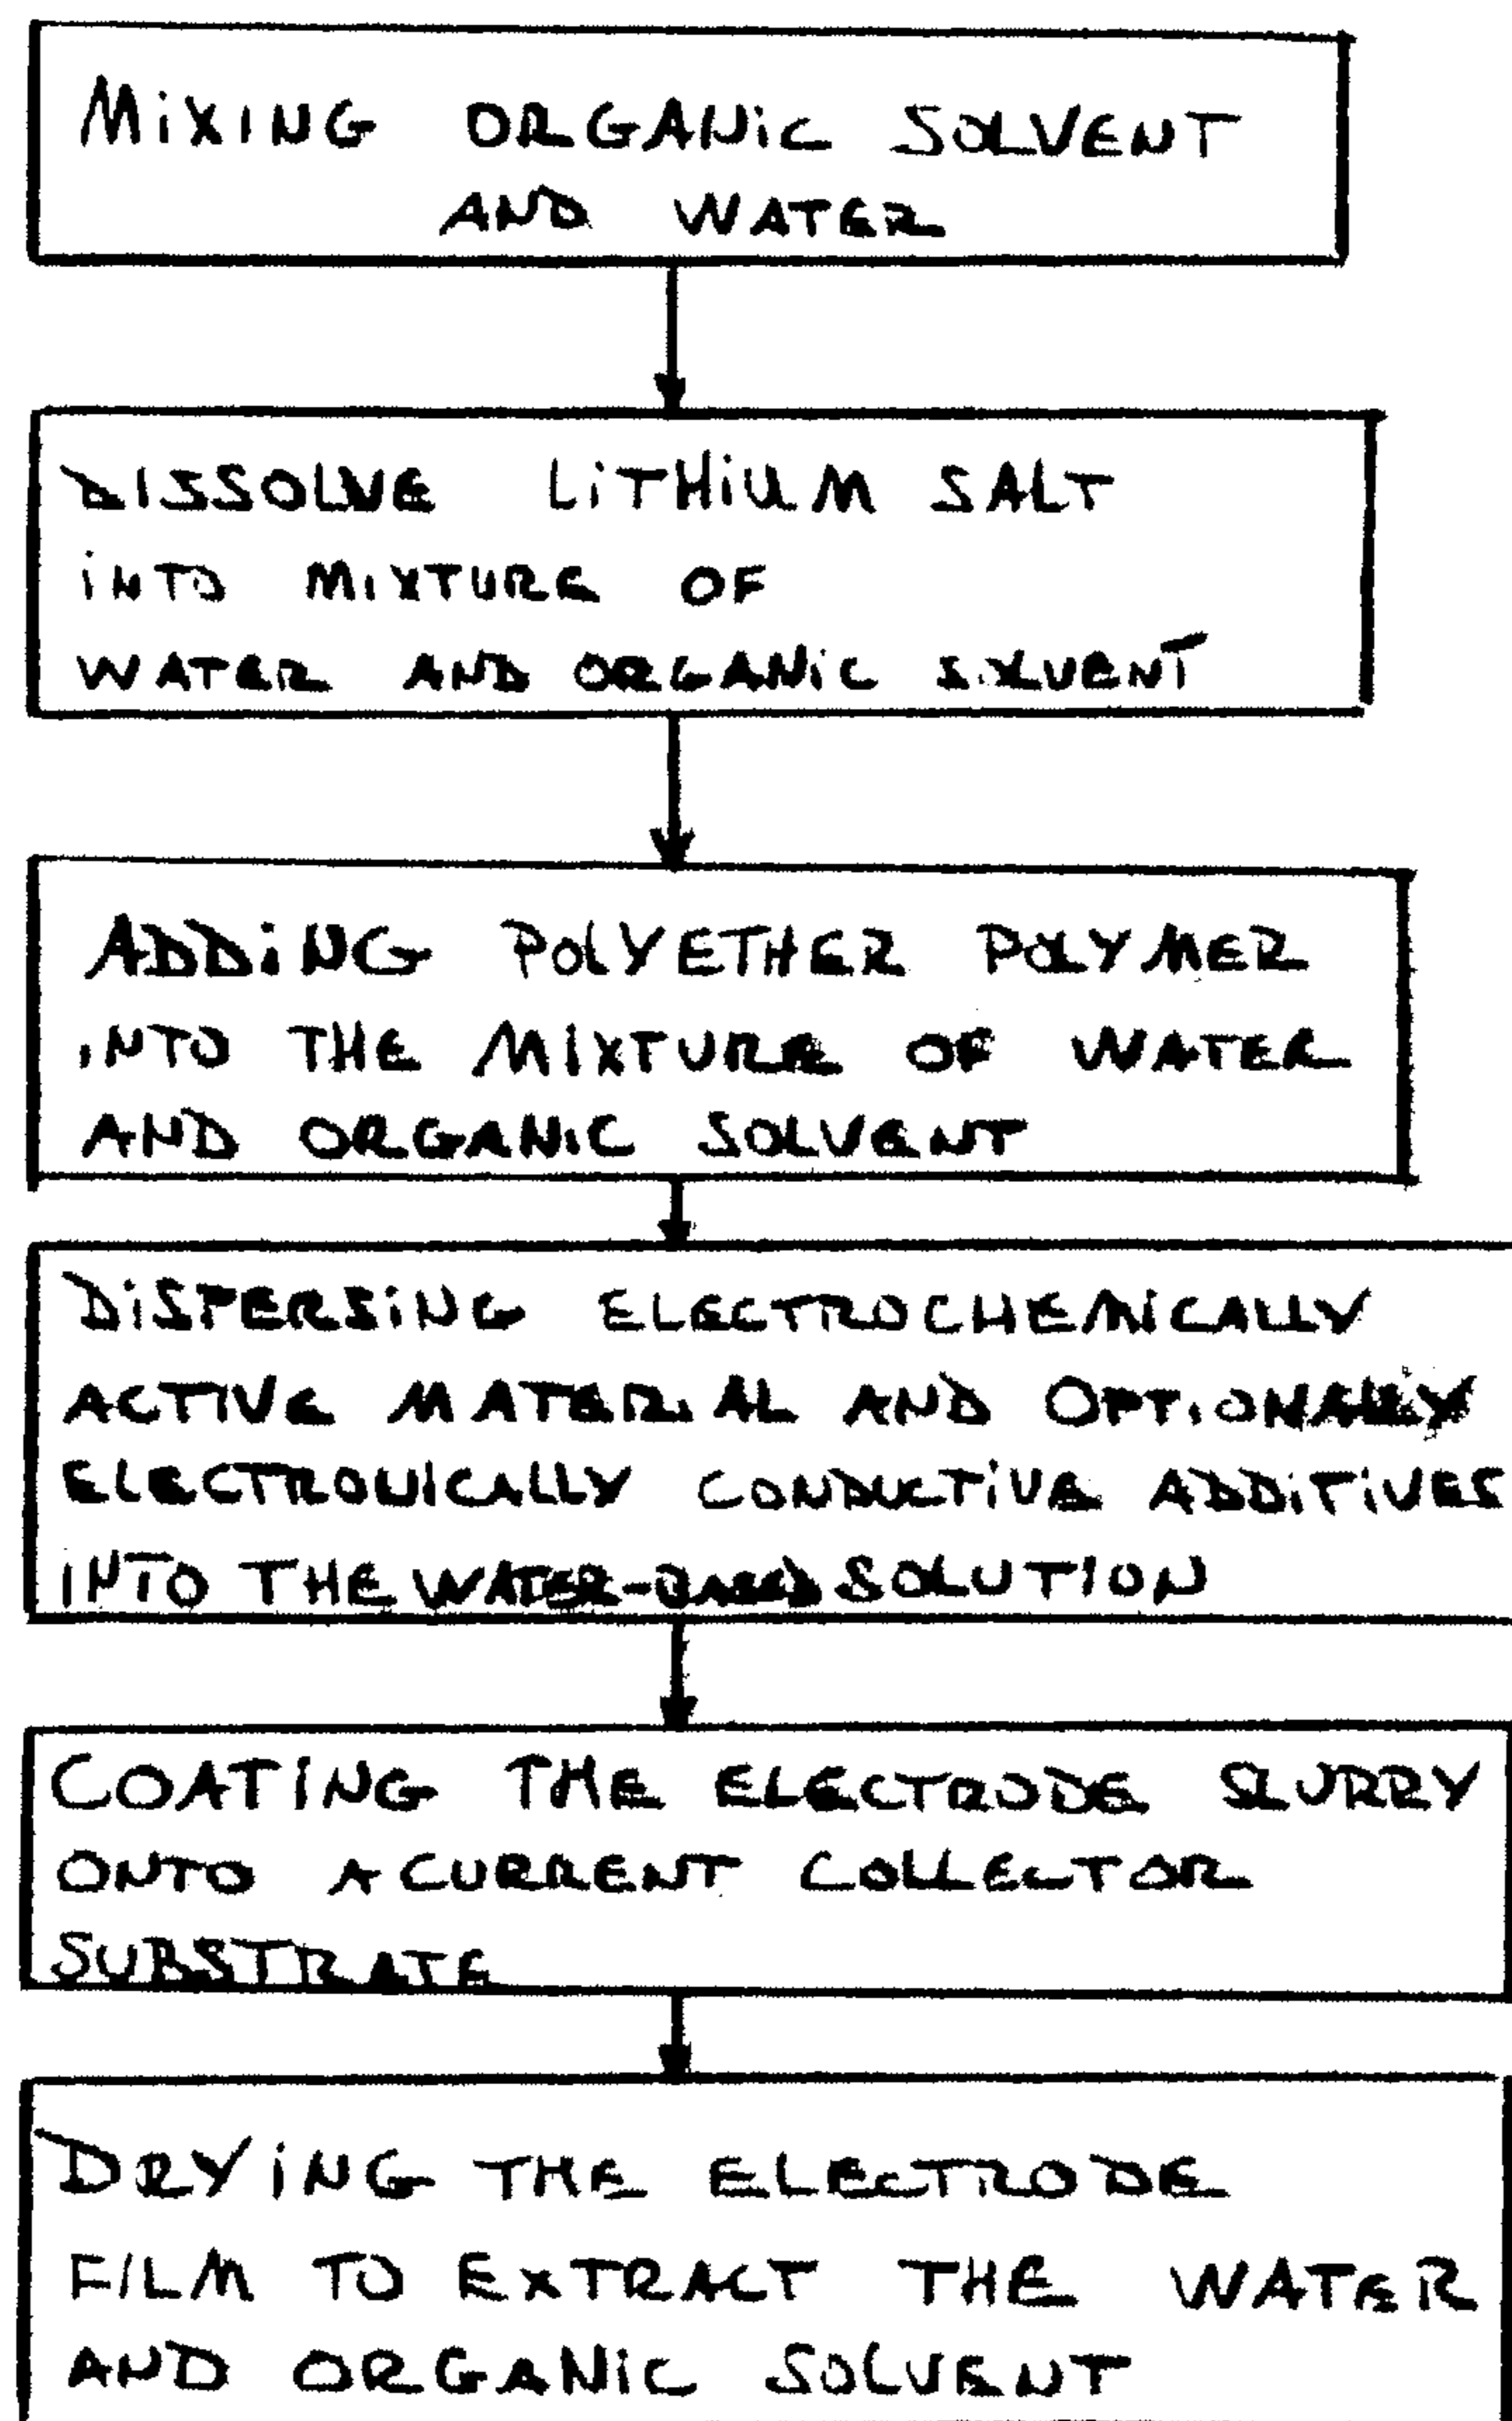 MIXING ORGANIC SOLVENT
AND WATER
DISSOLVE LITHIUM SALT
INTO MIXTURE OF
WATER AND ORGANIC SOLVENT
ADDING POLYETHER POLYMER
INTO THE MIXTURE OF WATER
AND ORGANIC SOLVENT
DISPERSING ELECTROCHEMICALLY
ACTIVE MATERIAL AND OPTIONALLY
ELECTRONICALLY CONDUCTIVE ADDITIVES
INTO THE WATER-BASED SOLUTION
COATING THE ELECTRODE SLURRY
ONTO A CURRENT COLLECTOR
SUBSTRATE
DRYING THE ELECTRODE
FILM TO EXTRACT THE WATER
AND ORGANIC SOLVENT